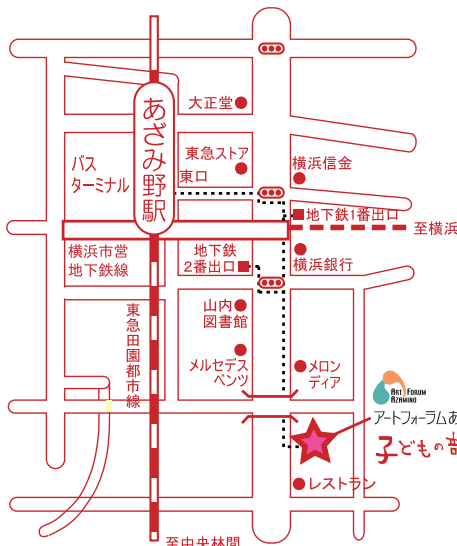 大正堂
あざみ野駅
東急ストア
横浜信金
バス
ターミナル
東口
地下鉄1番出口
至横浜
横浜市営
地下鉄線
地下鉄
2番出口
横浜銀行
山内
図書館
東急田園都市線
メルセデス
ベンツ
メロン
ディア
ART FORUM
AZAMINO
アートフォーラムあ
子どもの
レストラン
至中央林間